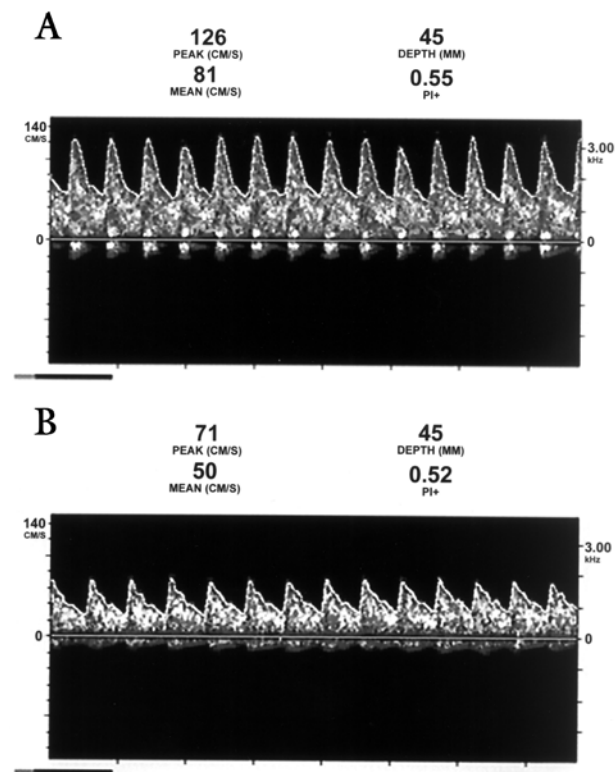 A
126 45
PEAK (CM/S) DEPTH (MM)
81 0.55
MEAN (CM/S) PI+
140
CM/S
3.00
kHz
0 0
B
71 45
PEAK (CM/S) DEPTH (MM)
50 0.52
MEAN (CM/S) PI+
140
CM/S
3.00
kHz
0 0